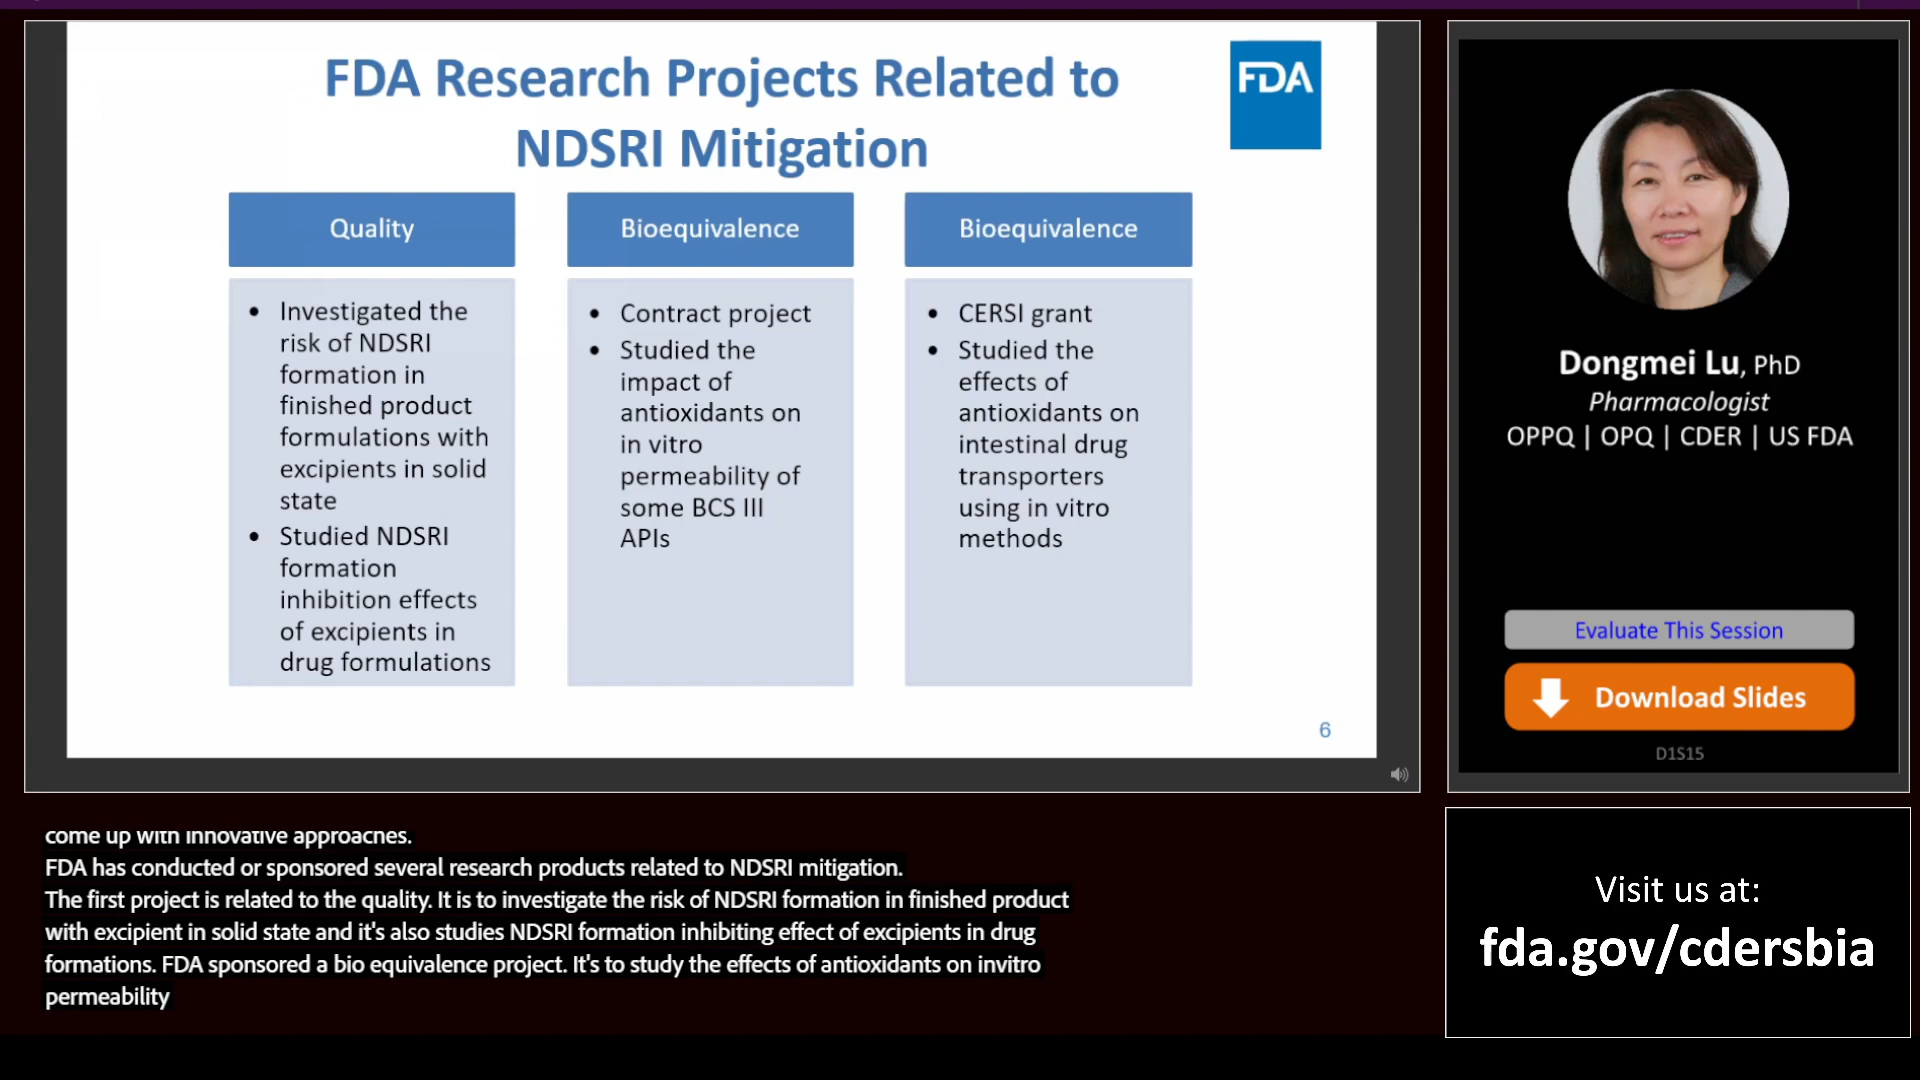 FDA Research Projects Related to
NDSRI Mitigation
FDA
Quality
• Investigated the
risk of NDSRI
formation in
finished product
formulations with
excipients in solid
state
• Studied NDSRI
formation
inhibition effects
of excipients in
drug formulations
Bioequivalence
• Contract project
• Studied the
impact of
antioxidants on
in vitro
permeability of
some BCS III
APIs
Bioequivalence
• CERSI grant
• Studied the
effects of
antioxidants on
intestinal drug
transporters
using in vitro
methods
6
Dongmei Lu, PhD
Pharmacologist
OPPQ | OPQ | CDER | US FDA
Evaluate This Session
Download Slides
D1S15
come up with innovative approaches.
FDA has conducted or sponsored several research products related to NDSRI mitigation.
The first project is related to the quality. It is to investigate the risk of NDSRI formation in finished product
with excipient in solid state and it's also studies NDSRI formation inhibiting effect of excipients in drug
formations. FDA sponsored a bio equivalence project. It's to study the effects of antioxidants on invitro
permeability
Visit us at:
fda.gov/cdersbia